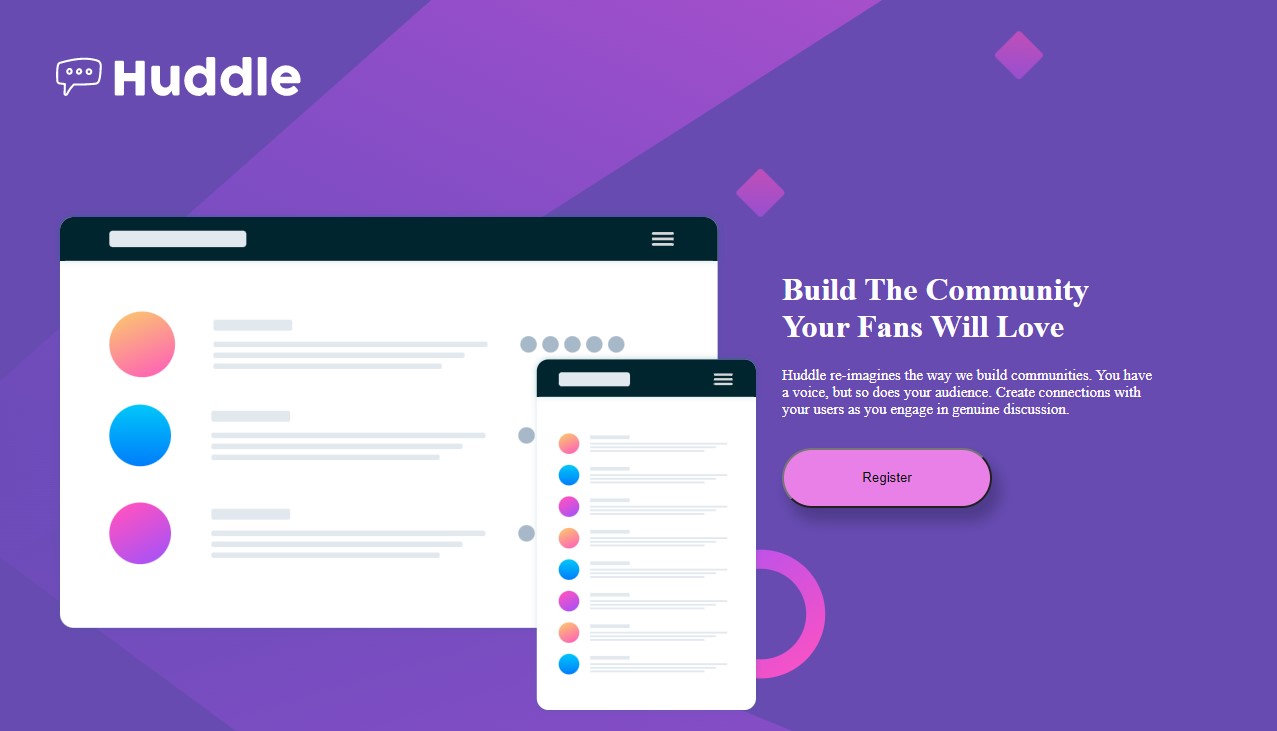 Huddle
Build The Community
Your Fans Will Love
Huddle re-imagines the way we build communities. You have
a voice, but so does your audience. Create connections with
your users as you engage in genuine discussion.
Register